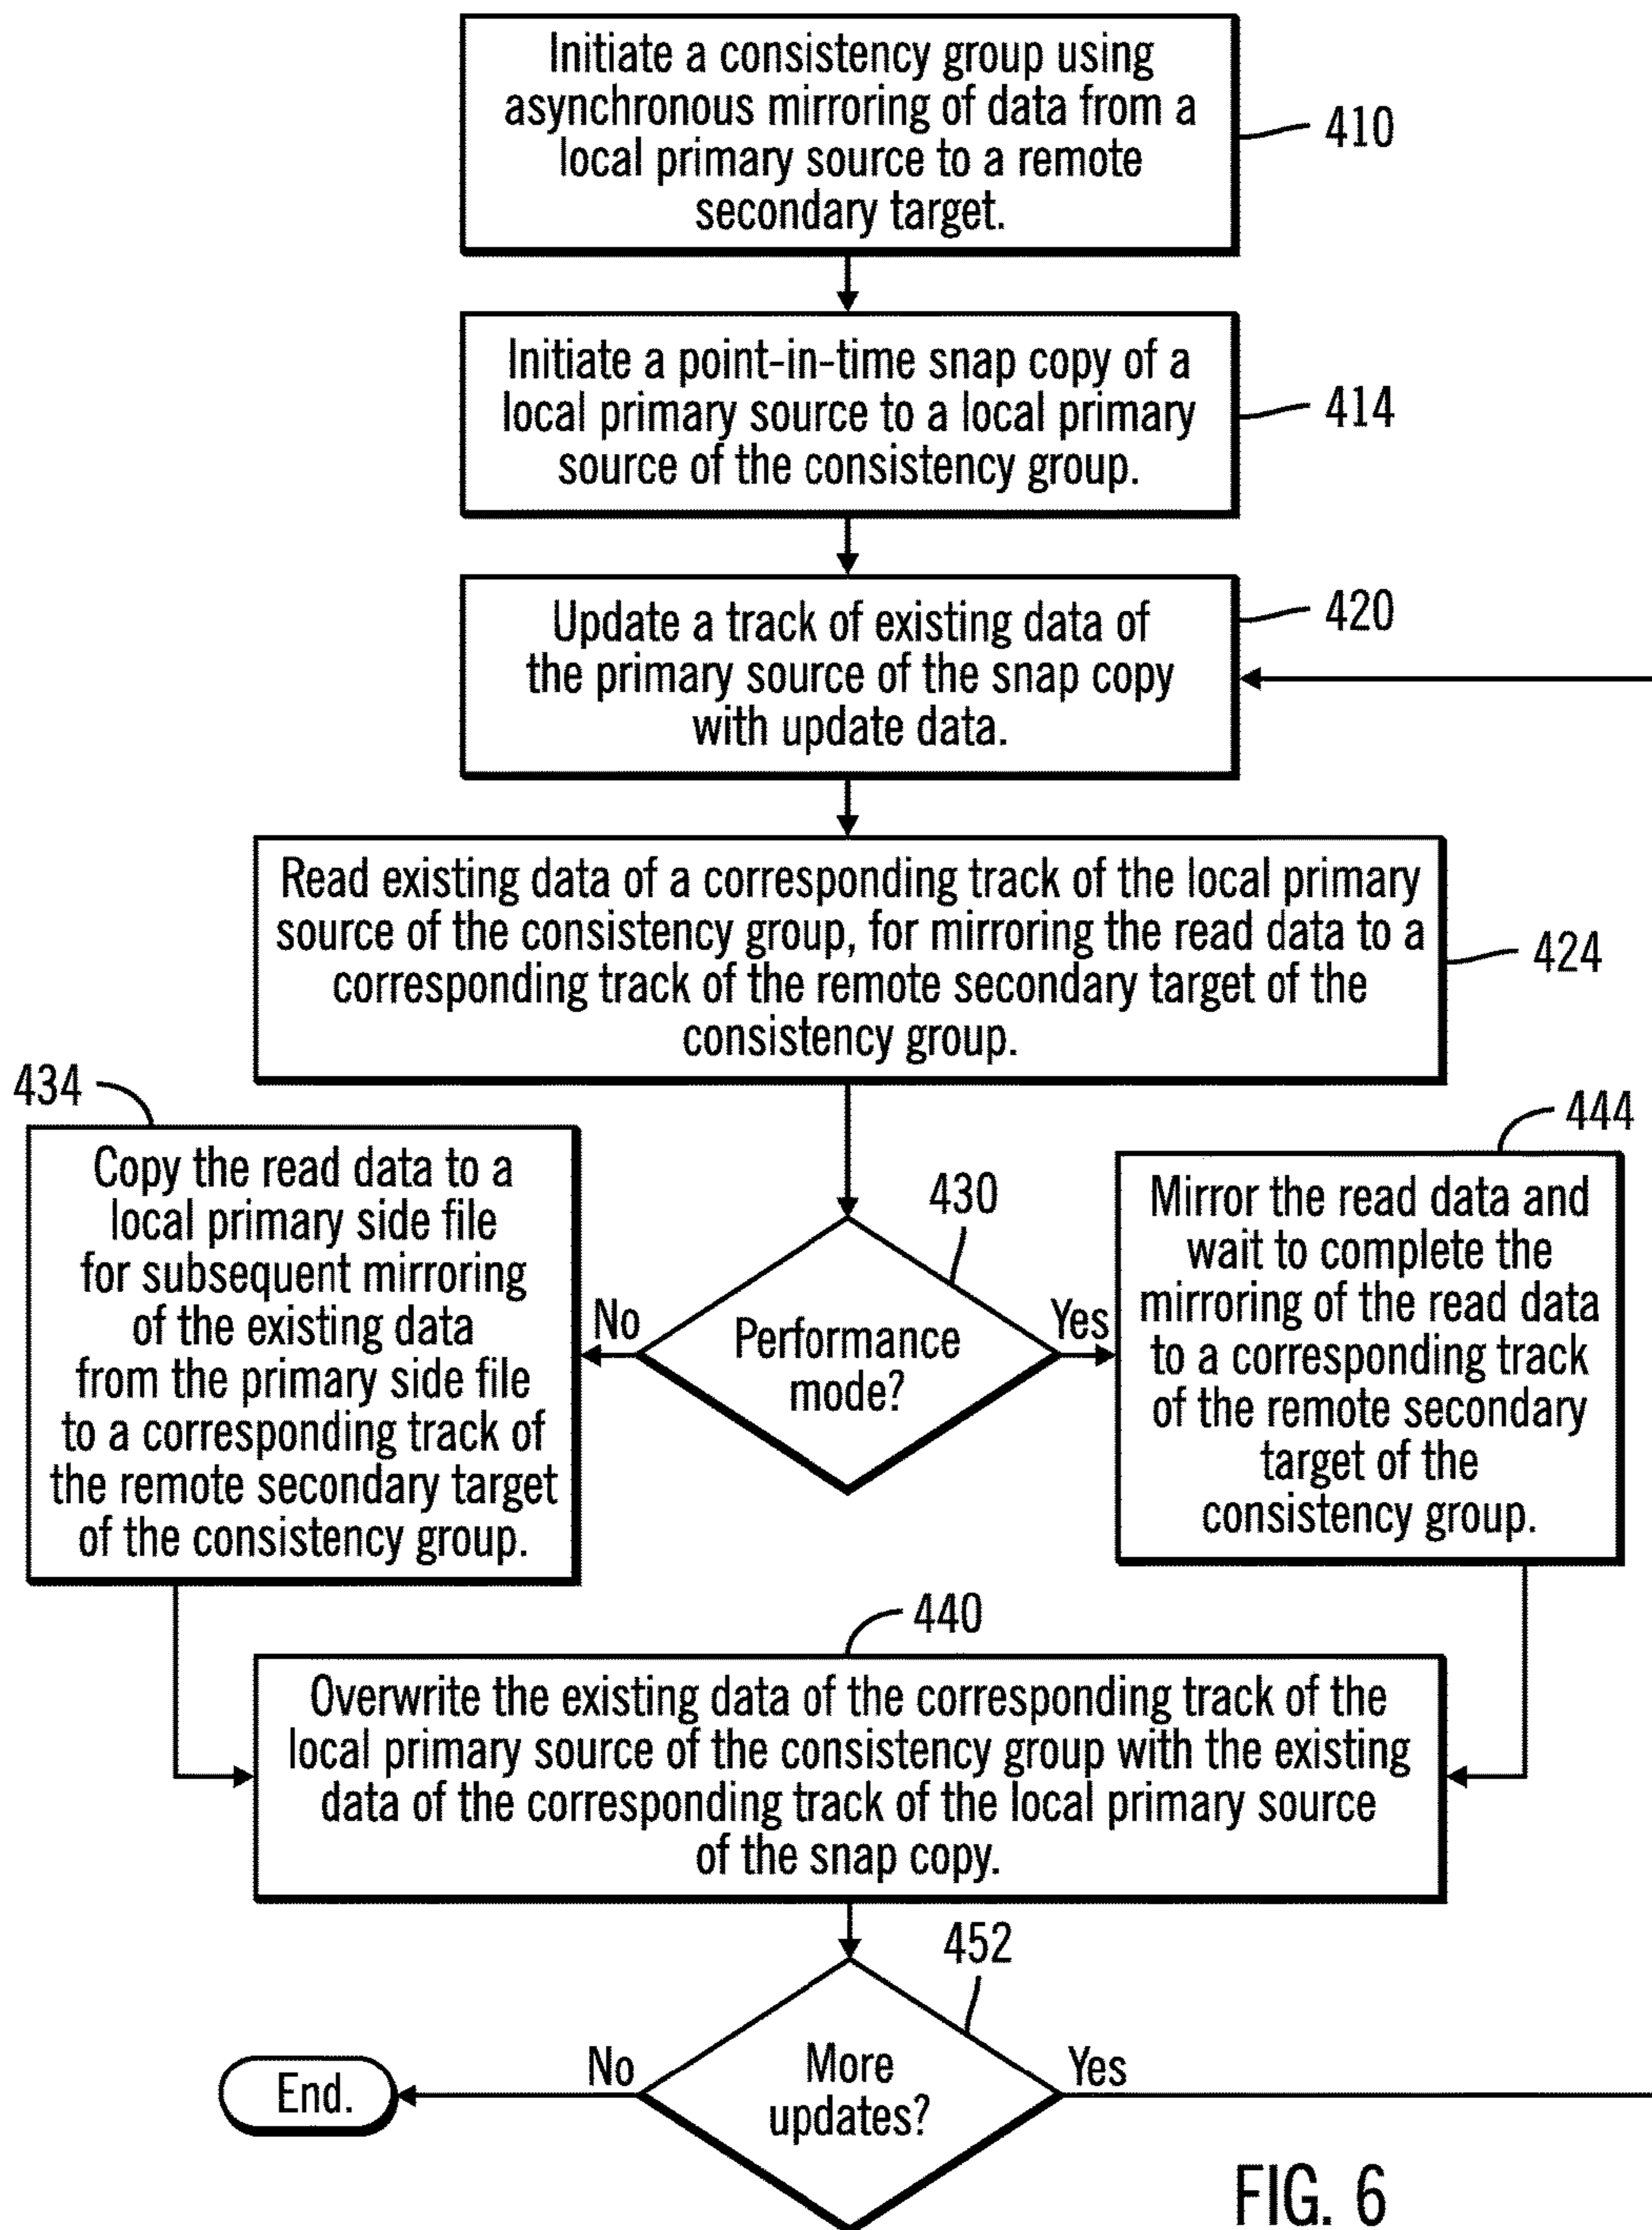 Initiate a consistency group using
asynchronous mirroring of data from a
local primary source to a remote
secondary target.
410
Initiate a point-in-time snap copy of a
local primary source to a local primary
source of the consistency group.
414
Update a track of existing data of
the primary source of the snap copy
with update data.
420
Read existing data of a corresponding track of the local primary
source of the consistency group, for mirroring the read data to a
corresponding track of the remote secondary target of the
consistency group.
424
434
Copy the read data to a
local primary side file
for subsequent mirroring
of the existing data
from the primary side file
to a corresponding track of
the remote secondary target
of the consistency group.
No
430
Performance
mode?
Yes
444
Mirror the read data and
wait to complete the
mirroring of the read data
to a corresponding track
of the remote secondary
target of the
consistency group.
440
Overwrite the existing data of the corresponding track of the
local primary source of the consistency group with the existing
data of the corresponding track of the local primary source
of the snap copy.
452
More
updates?
No
Yes
End.
FIG. 6